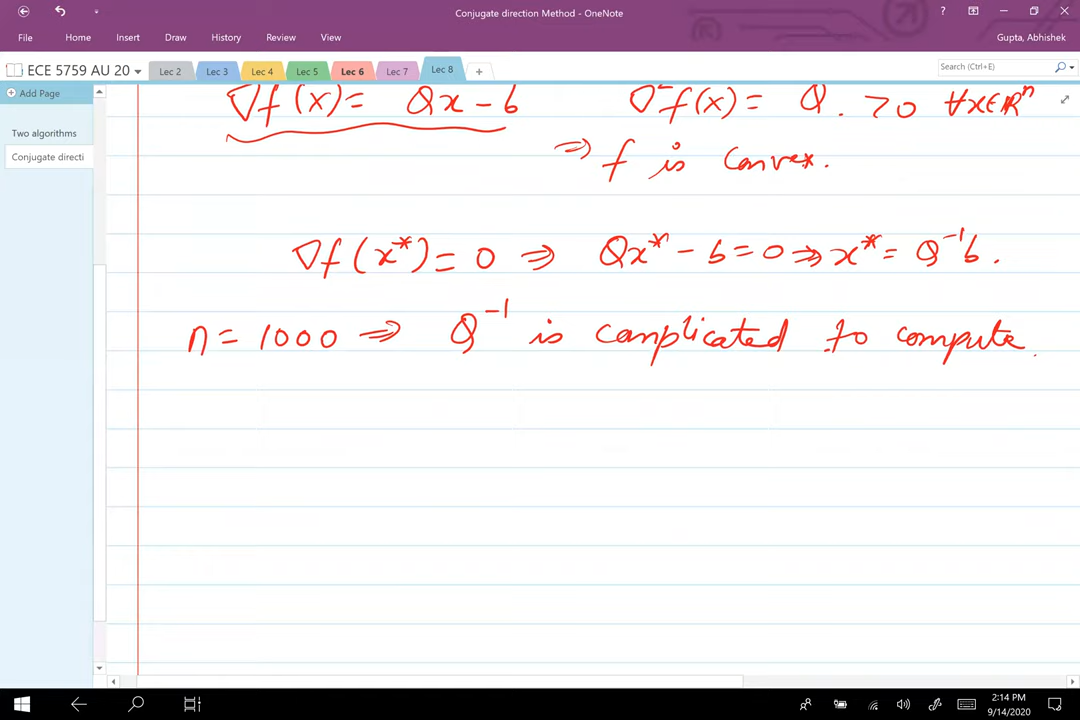 Conjugate direction Method - OneNote
? Gupta, Abhishek
File Home Insert Draw History Review View
ECE 5759 AU 20 Lec 2 Lec 3 Lec 4 Lec 5 Lec 6 Lec 7 Lec 8 + Search (Ctrl+E)
Add Page
Two algorithms
Conjugate directi
∇f(x) = Qx - b ∇²f(x) = Q. > 0 ∀x∈ℝⁿ
⇒ f is convex.
∇f(x*) = 0 ⇒ Qx* - b = 0 ⇒ x* = Q⁻¹b.
n = 1000 ⇒ Q⁻¹ is complicated to compute.
2:14 PM
9/14/2020